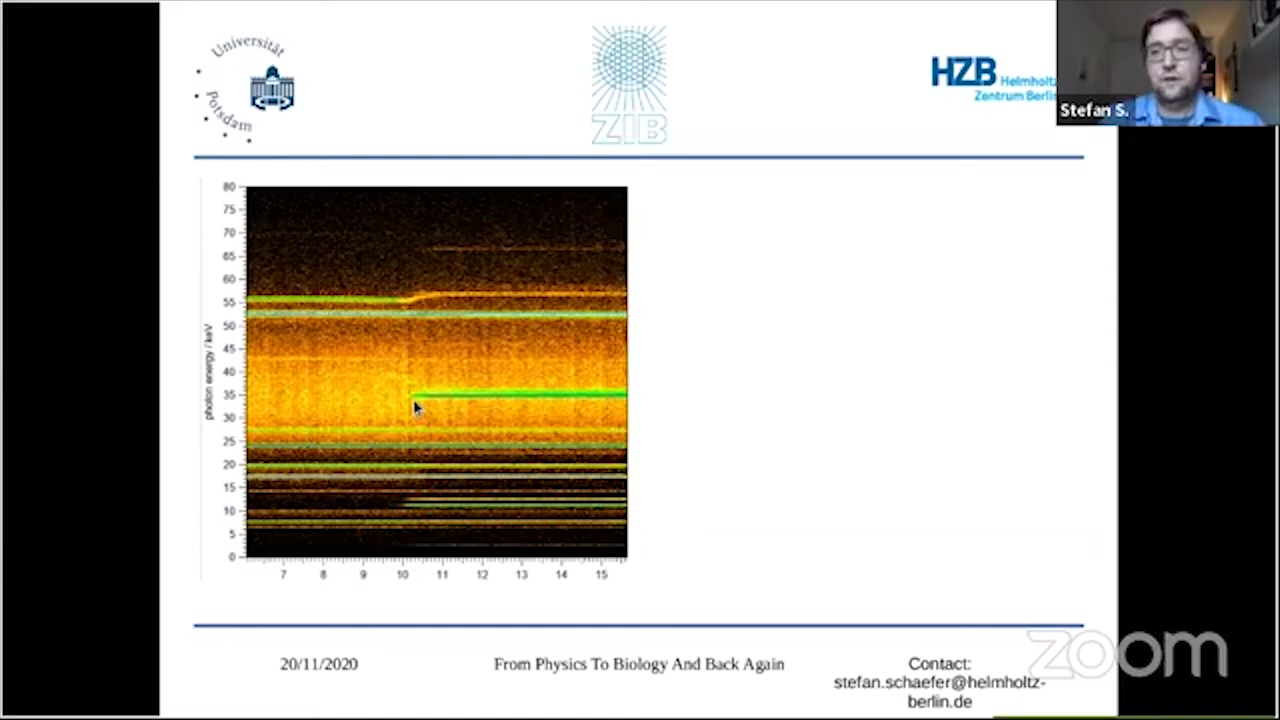 Universität
Potsdam
ZIB
HZB Helmholtz
Zentrum Berlin
Stefan S.
80
75
70
65
60
55
50
45
40
35
30
25
20
15
10
5
0
photon energy / keV
7 8 9 10 11 12 13 14 15
20/11/2020
From Physics To Biology And Back Again
Contact:
stefan.schaefer@helmholtz-
berlin.de
zoom